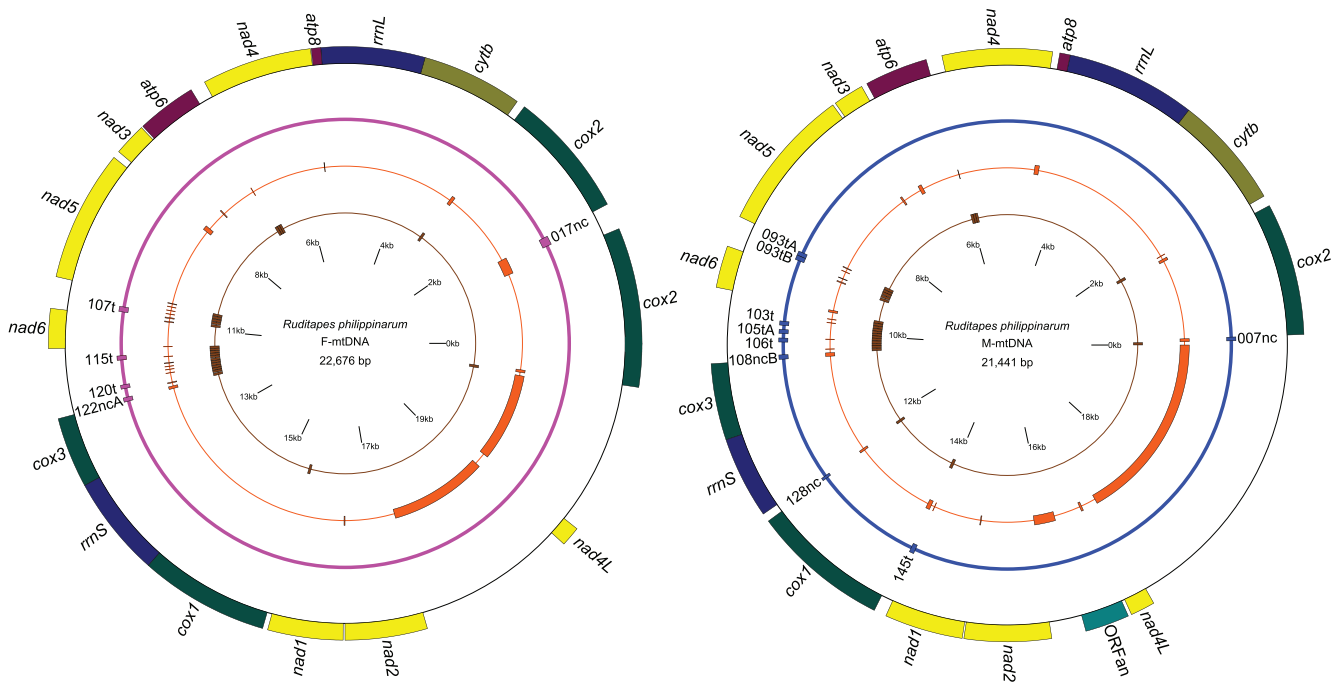 atp8
rrnL
nad4
cytb
atp6
nad3
cox2
nad5
017nc
cox2
107t
nad6
115t
120t
122ncA
cox3
rrnS
cox1
nad1
nad2
nad4L
6kb
4kb
8kb
2kb
11kb
0kb
13kb
19kb
15kb
17kb
Ruditapes philippinarum
F-mtDNA
22,676 bp
nad4
atp8
rrnL
atp6
nad3
cytb
nad5
cox2
093tA
093tB
nad6
103t
105tA
106t
108ncB
007nc
cox3
rrnS
128nc
cox1
145t
nad1
nad2
ORFan
nad4L
6kb
4kb
8kb
2kb
10kb
0kb
12kb
18kb
14kb
16kb
Ruditapes philippinarum
M-mtDNA
21,441 bp